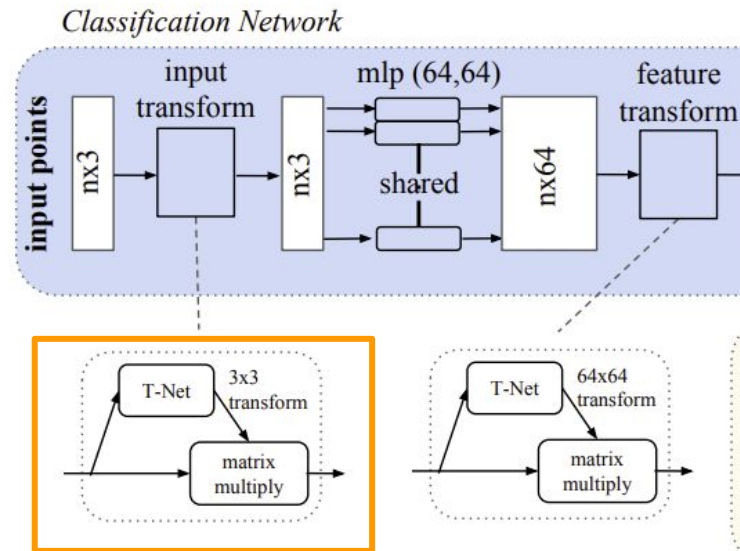 Classification Network
input points
nx3
input
transform
nx3
mlp (64,64)
shared
nx64
feature
transform
T-Net
3x3
transform
matrix
multiply
T-Net
64x64
transform
matrix
multiply